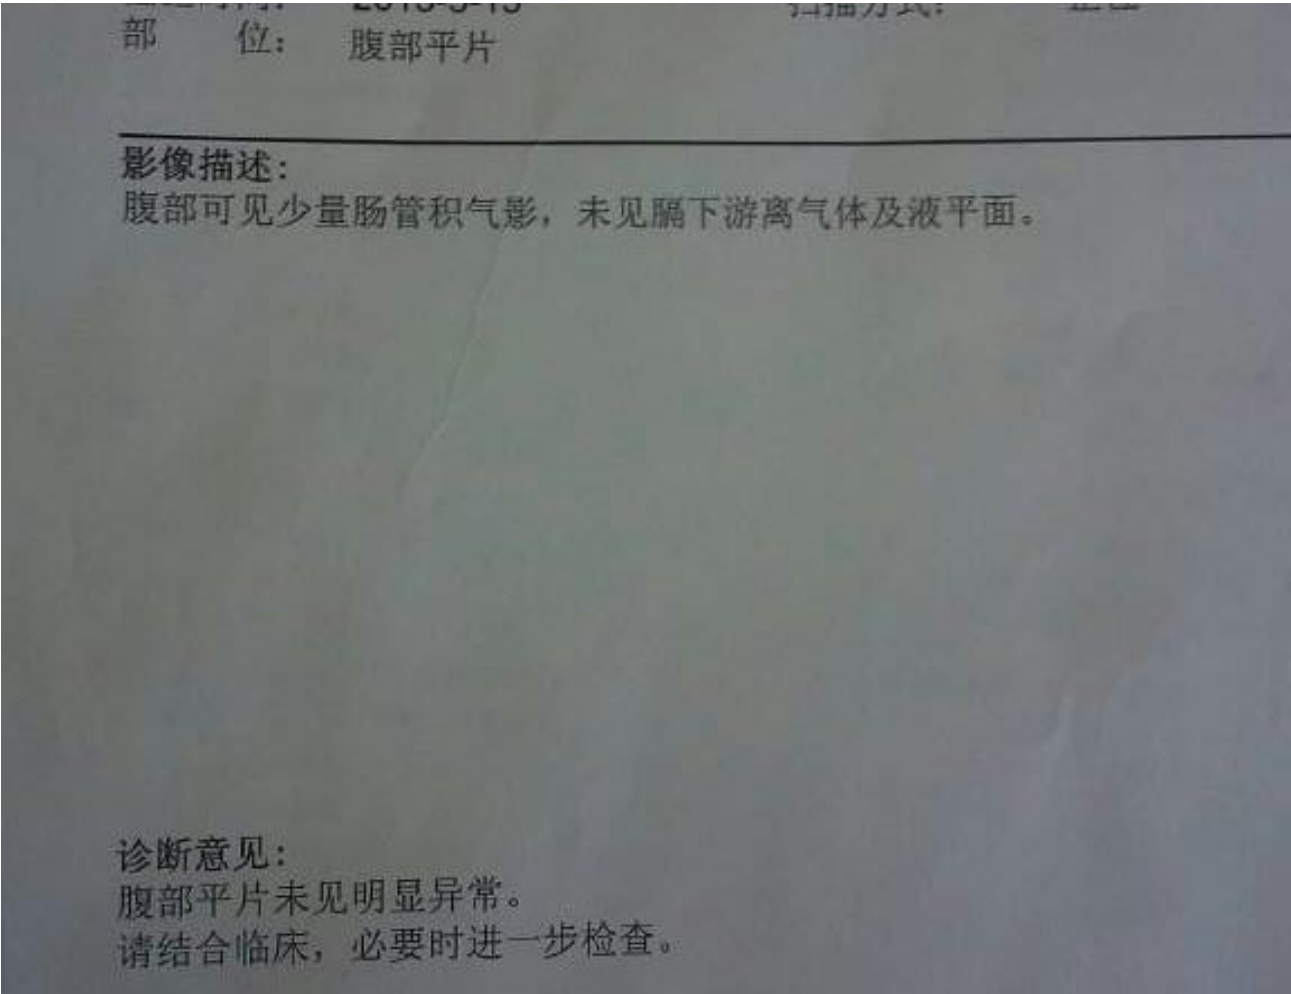 部 位： 腹部平片
影像描述：
腹部可见少量肠管积气影，未见膈下游离气体及液平面。
诊断意见：
腹部平片未见明显异常。
请结合临床，必要时进一步检查。